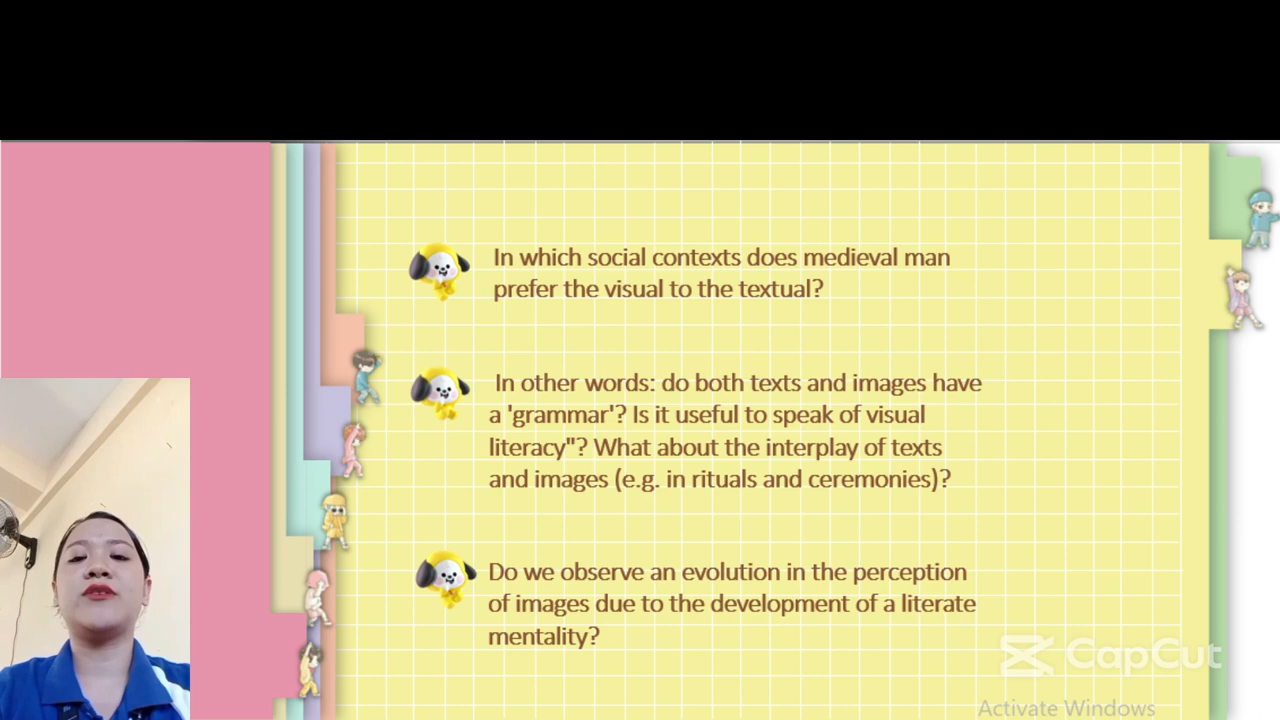 In which social contexts does medieval man
prefer the visual to the textual?
In other words: do both texts and images have
a 'grammar'? Is it useful to speak of visual
literacy"? What about the interplay of texts
and images (e.g. in rituals and ceremonies)?
Do we observe an evolution in the perception
of images due to the development of a literate
mentality?
CapCut
Activate Windows